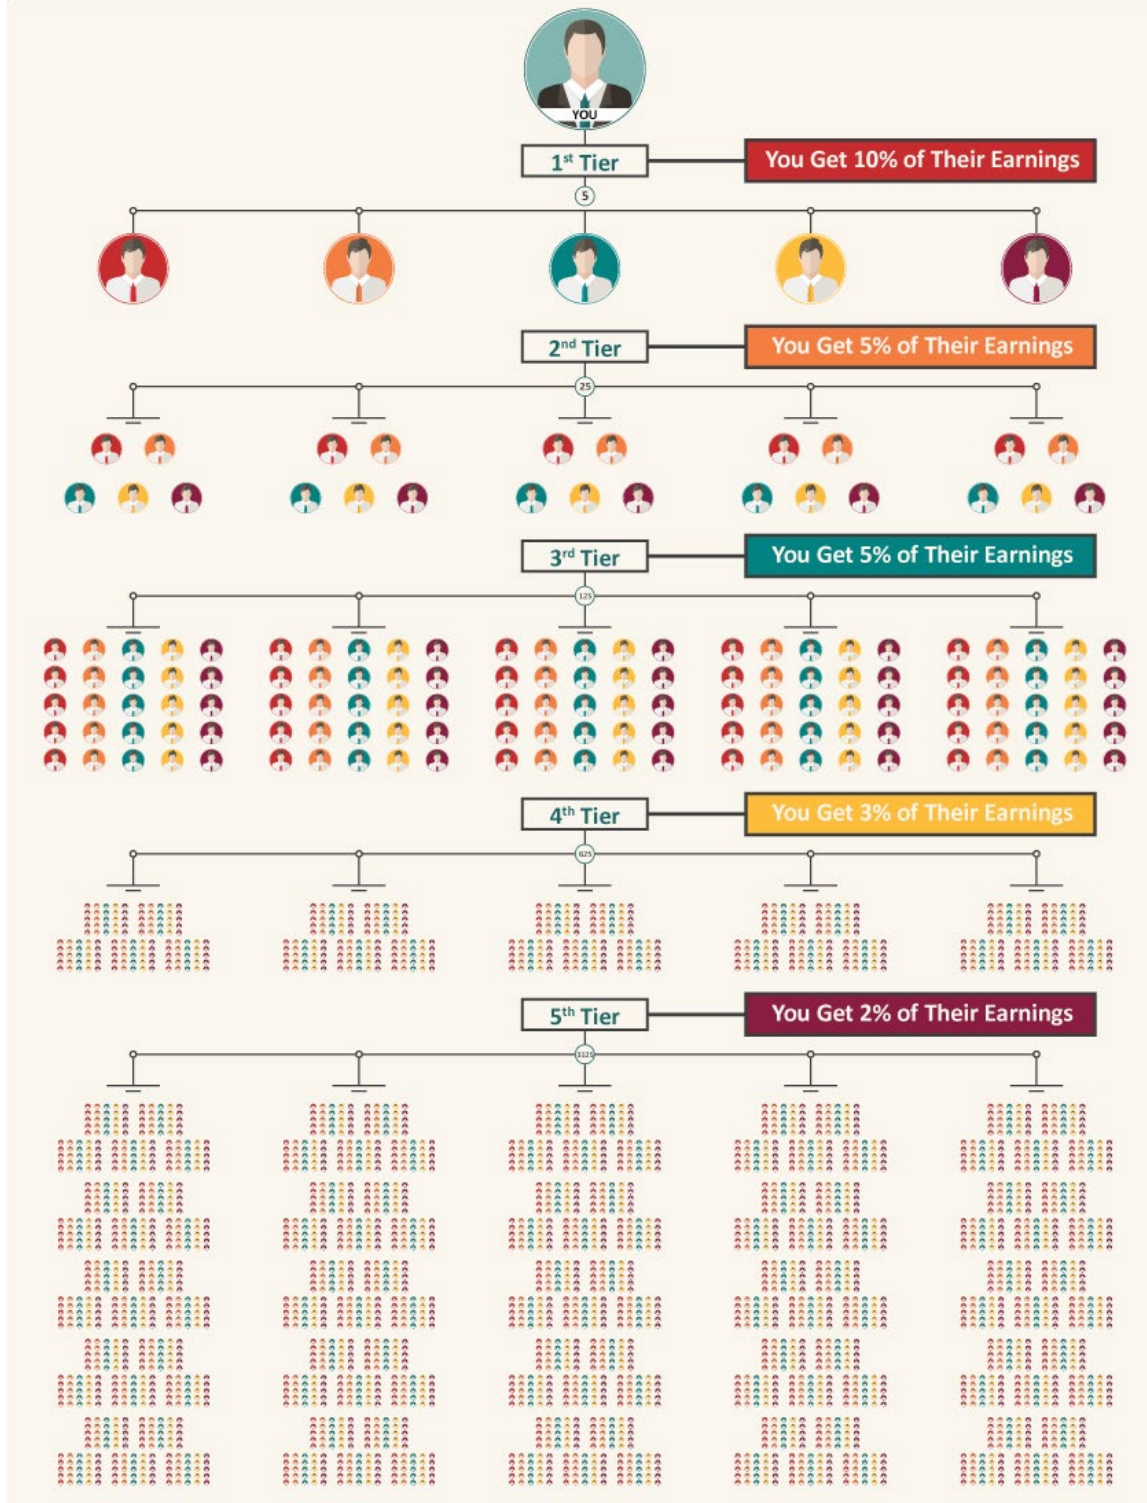 YOU
1st Tier
You Get 10% of Their Earnings
5
2nd Tier
You Get 5% of Their Earnings
25
3rd Tier
You Get 5% of Their Earnings
125
4th Tier
You Get 3% of Their Earnings
625
5th Tier
You Get 2% of Their Earnings
3125